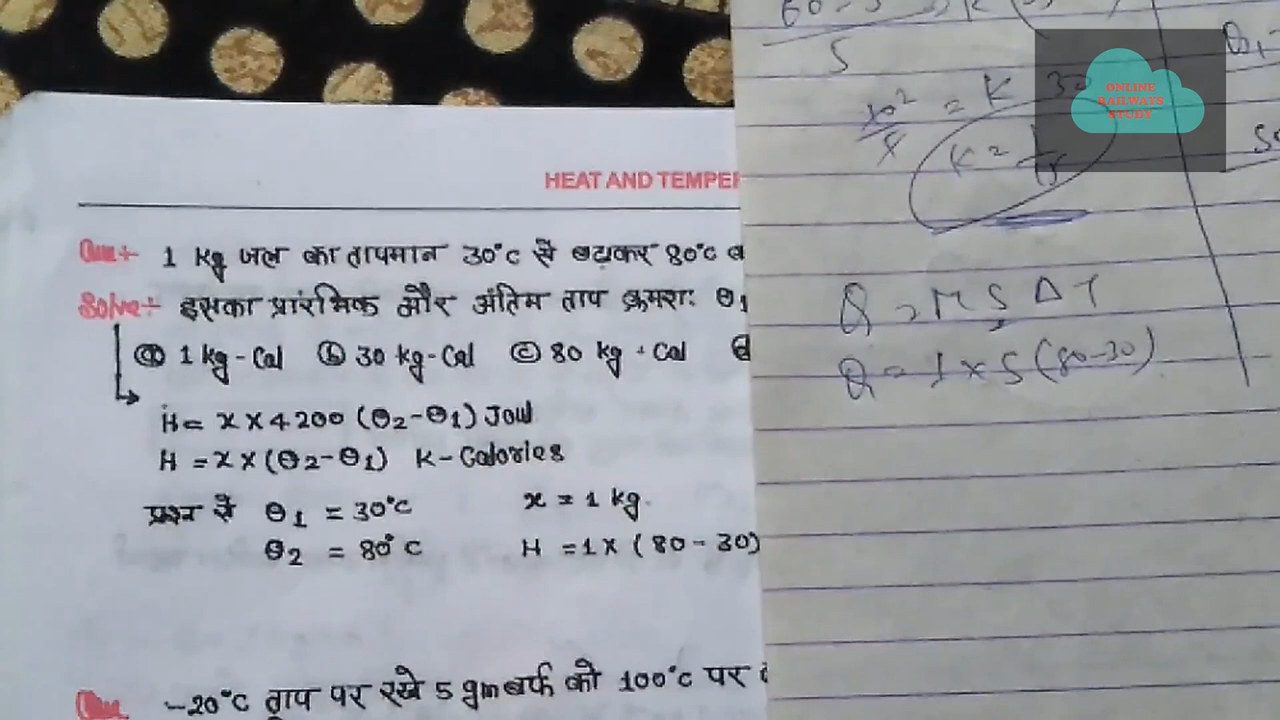 HEAT AND TEMPER
Que÷ 1 kg जल का तापमान 30°c से बढ़ाकर 80°c
Solve÷ इसका प्रांरभिक और अंतिम ताप क्रमशः θ1
ⓐ 1 kg-Cal ⓑ 30 kg-Cal ⓒ 80 kg-Cal
H = x×4200 (θ2-θ1) Joul
H = x×(θ2-θ1) K-Calories
प्रश्न से θ1 = 30°C x = 1 kg.
θ2 = 80°C H = 1×(80-30)
Que -20°c ताप पर रखे 5 gm बर्फ को 100°c पर
5
= K
K =
Q = M S Δ T
Q = 1 × S (80-30)
ONLINE
RAILWAYS
STUDY